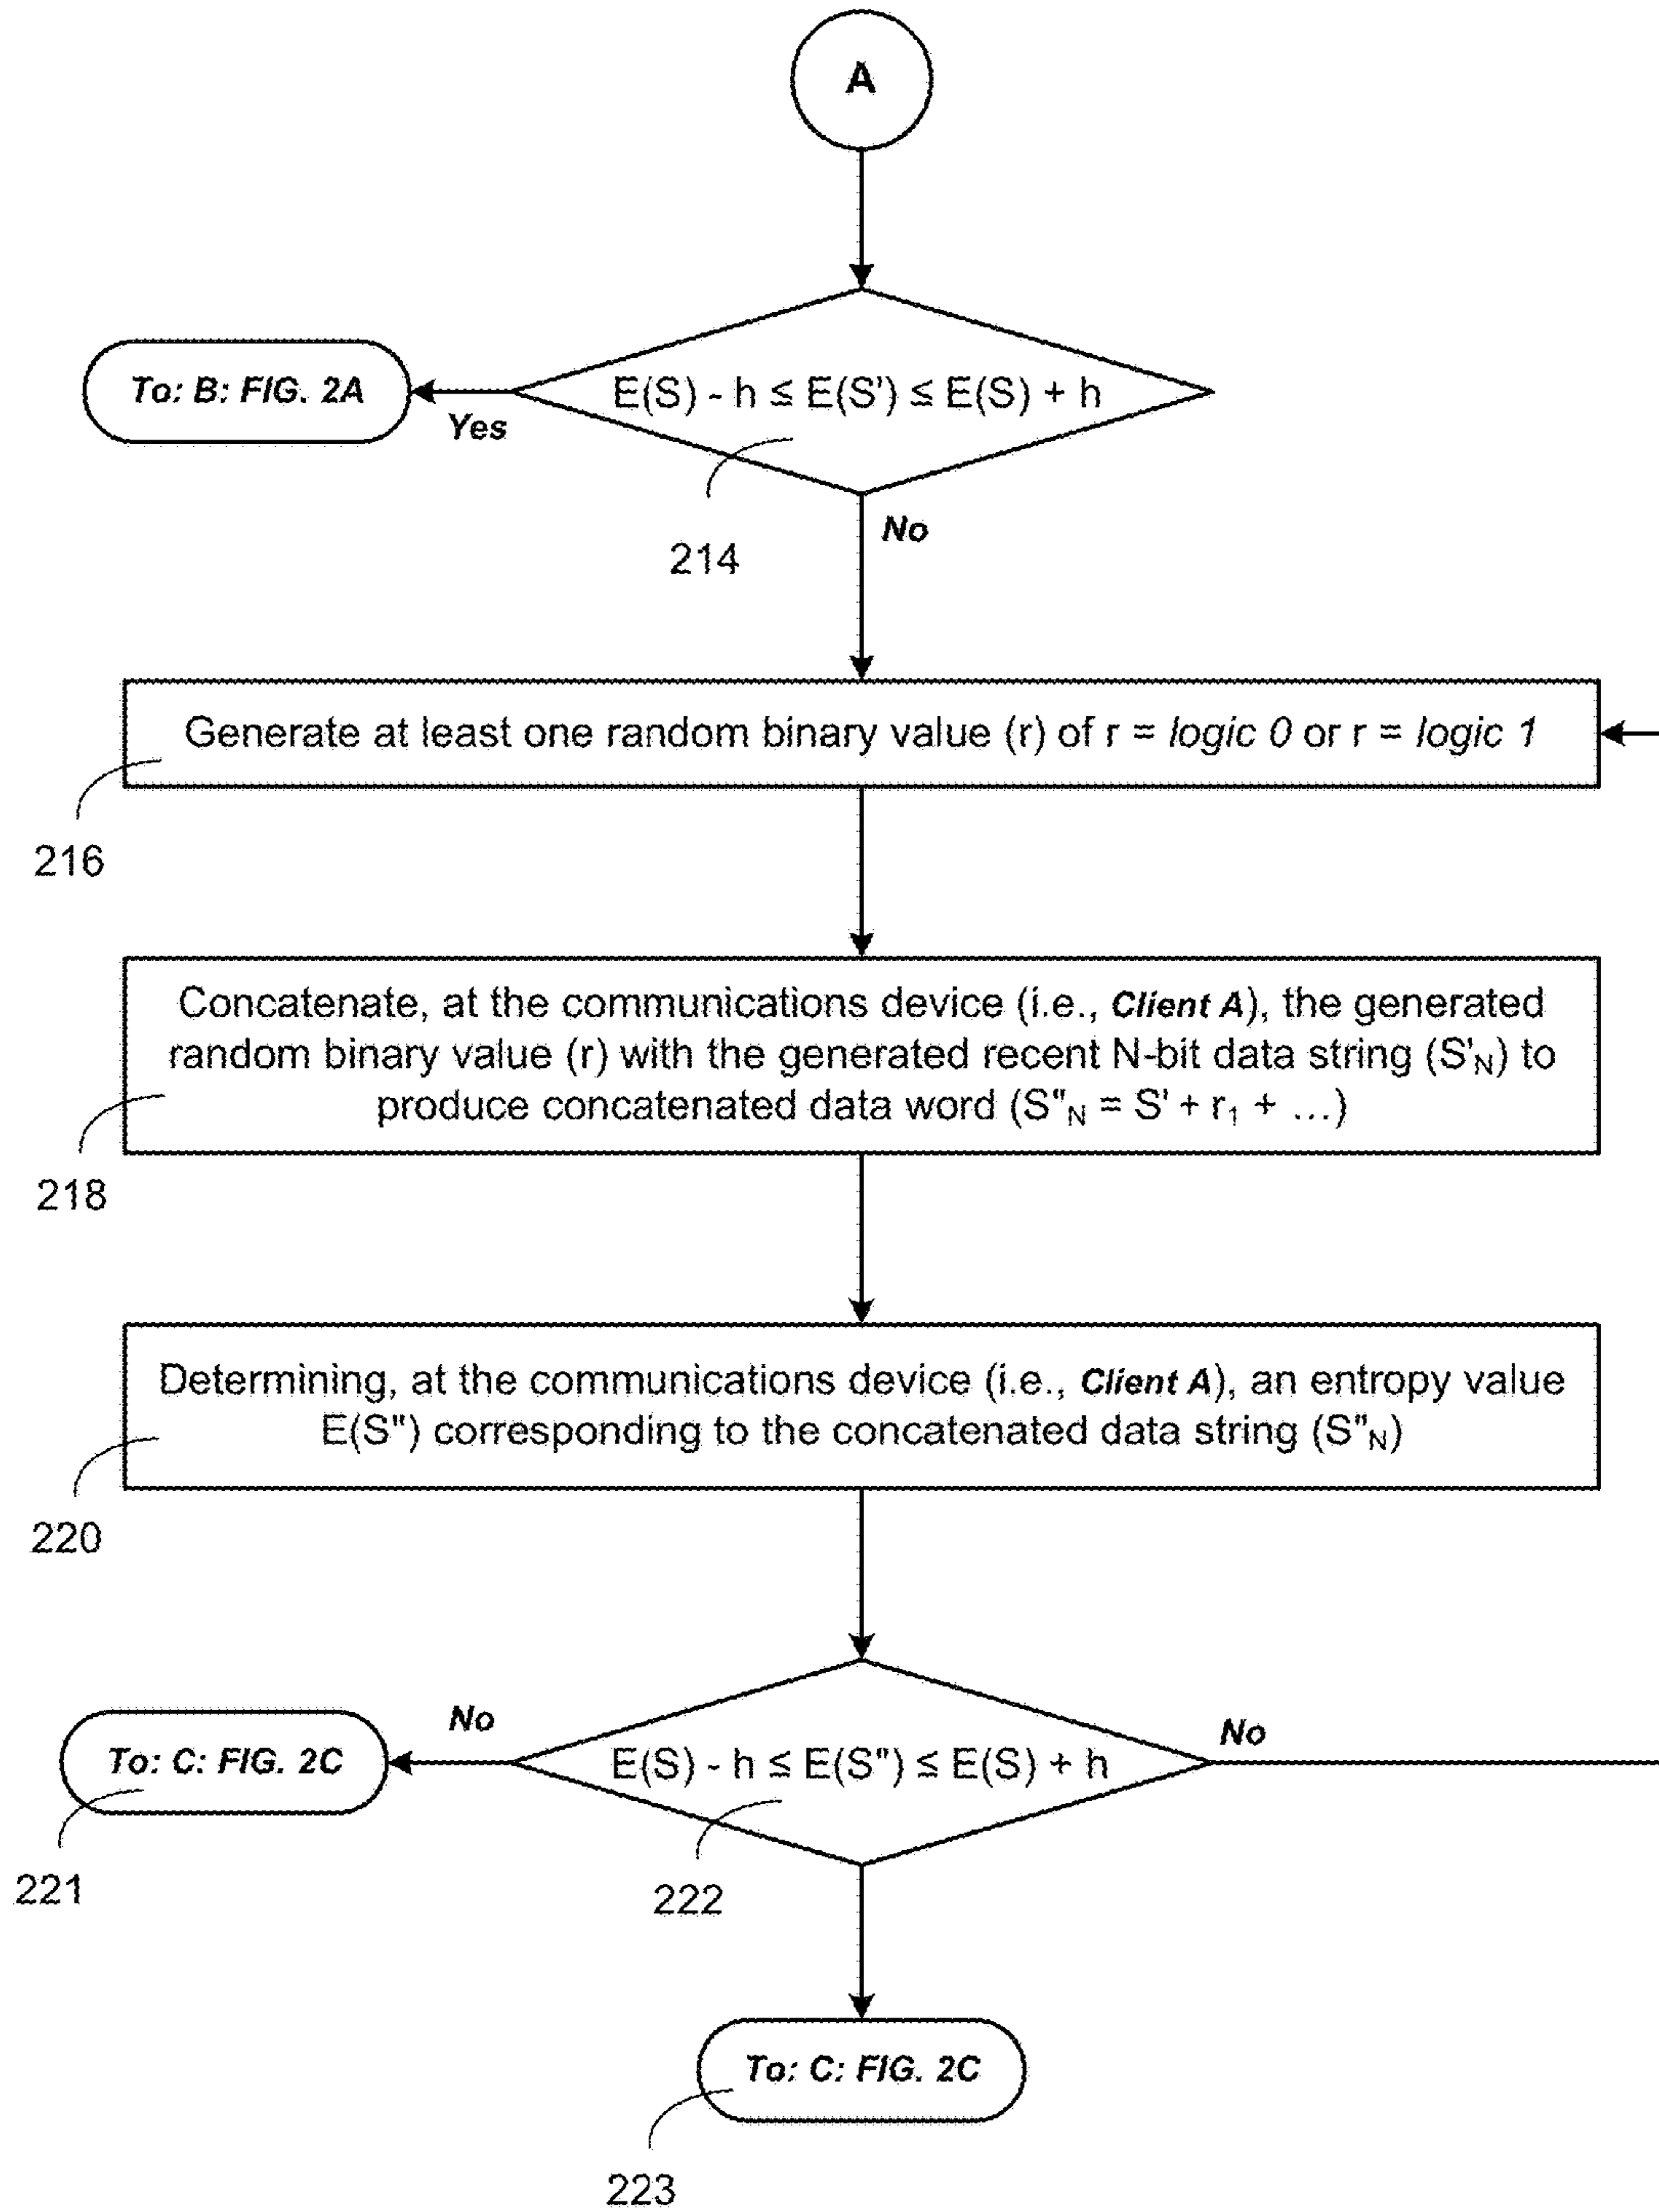 A
E(S) - h ≤ E(S') ≤ E(S) + h
To: B: FIG. 2A
Yes
No
214
Generate at least one random binary value (r) of r = logic 0 or r = logic 1
216
Concatenate, at the communications device (i.e., Client A), the generated
random binary value (r) with the generated recent N-bit data string (S'N) to
produce concatenated data word (S"N = S' + r1 + ...)
218
Determining, at the communications device (i.e., Client A), an entropy value
E(S") corresponding to the concatenated data string (S"N)
220
No
No
To: C: FIG. 2C
E(S) - h ≤ E(S") ≤ E(S) + h
221
222
To: C: FIG. 2C
223